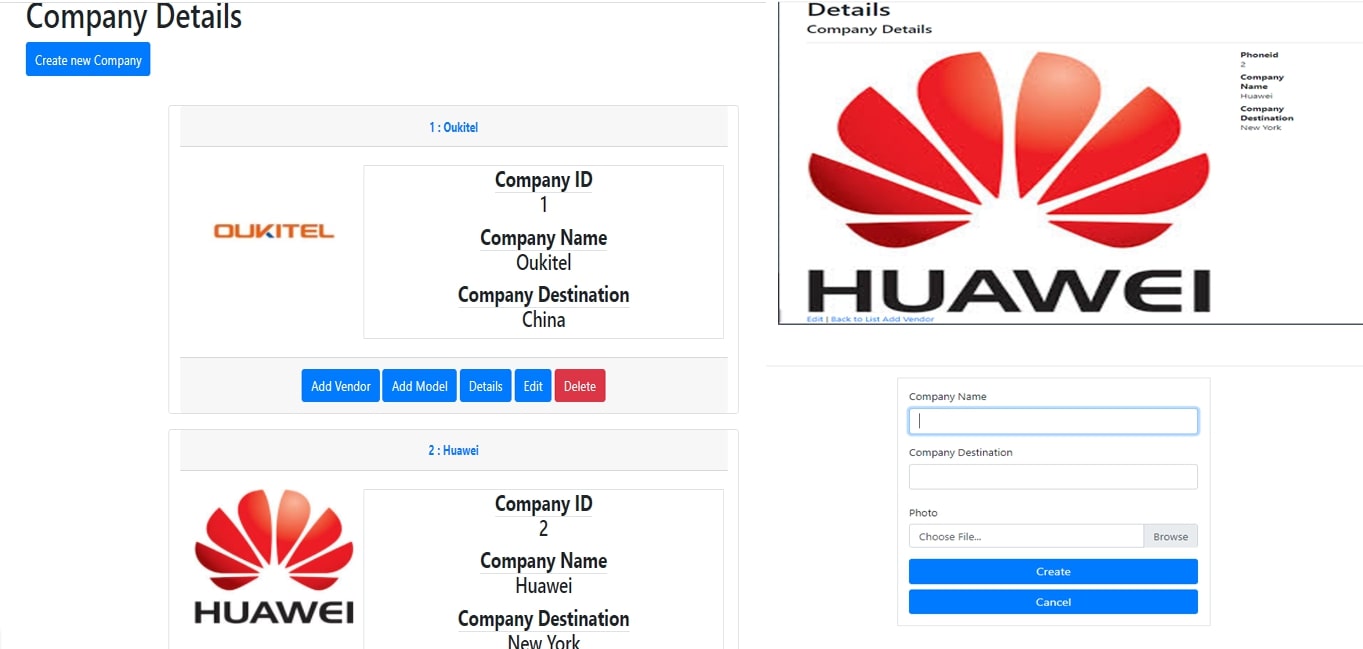 Company Details
Create new Company
1 : Oukitel
OUKITEL
Company ID
1
Company Name
Oukitel
Company Destination
China
Add Vendor
Add Model
Details
Edit
Delete
2 : Huawei
HUAWEI
Company ID
2
Company Name
Huawei
Company Destination
New York
Details
Company Details
HUAWEI
Phoneid
2
Company
Name
Huawei
Company
Destination
New York
Edit | Back to List Add Vendor
Company Name
Company Destination
Photo
Choose File...
Browse
Create
Cancel